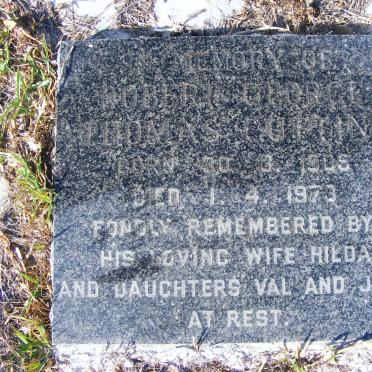 IN MEMORY OF
ROBERT GEORGE
THOMAS
BORN 30. 3. 1906
DIED 1. 4. 1973
FONDLY REMEMBERED BY
HIS LOVING WIFE HILDA
AND DAUGHTERS VAL AND
AT REST.